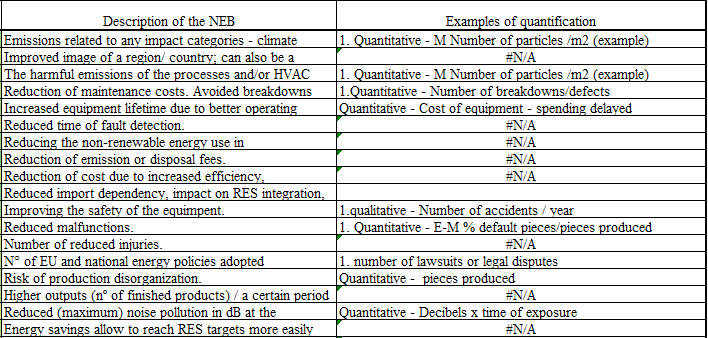 Description of the NEB Examples of quantification
Emissions related to any impact categories - climate 1. Quantitative - M Number of particles /m2 (example)
Improved image of a region/ country; can also be a #N/A
The harmful emissions of the processes and/or HVAC 1. Quantitative - M Number of particles /m2 (example)
Reduction of maintenance costs. Avoided breakdowns 1.Quantitative - Number of breakdowns/defects
Increased equipment lifetime due to better operating Quantitative - Cost of equipment - spending delayed
Reduced time of fault detection. #N/A
Reducing the non-renewable energy use in #N/A
Reduction of emission or disposal fees. #N/A
Reduction of cost due to increased efficiency, #N/A
Reduced import dependency, impact on RES integration,
Improving the safety of the equimpent. 1.qualitative - Number of accidents / year
Reduced malfunctions. 1. Quantitative - E-M % default pieces/pieces produced
Number of reduced injuries. #N/A
N° of EU and national energy policies adopted 1. number of lawsuits or legal disputes
Risk of production disorganization. Quantitative - pieces produced
Higher outputs (nº of finished products) / a certain period #N/A
Reduced (maximum) noise pollution in dB at the Quantitative - Decibels x time of exposure
Energy savings allow to reach RES targets more easily #N/A